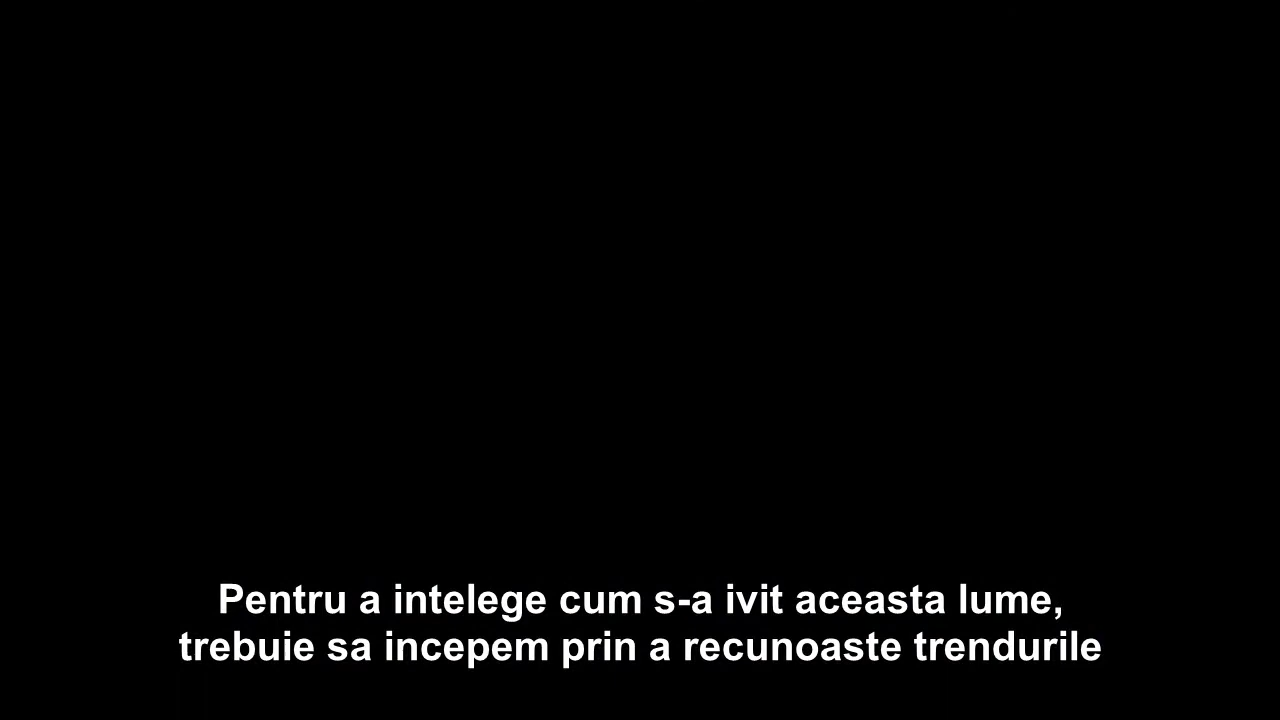 Pentru a intelege cum s-a ivit aceasta lume,
trebuie sa incepem prin a recunoaste trendurile